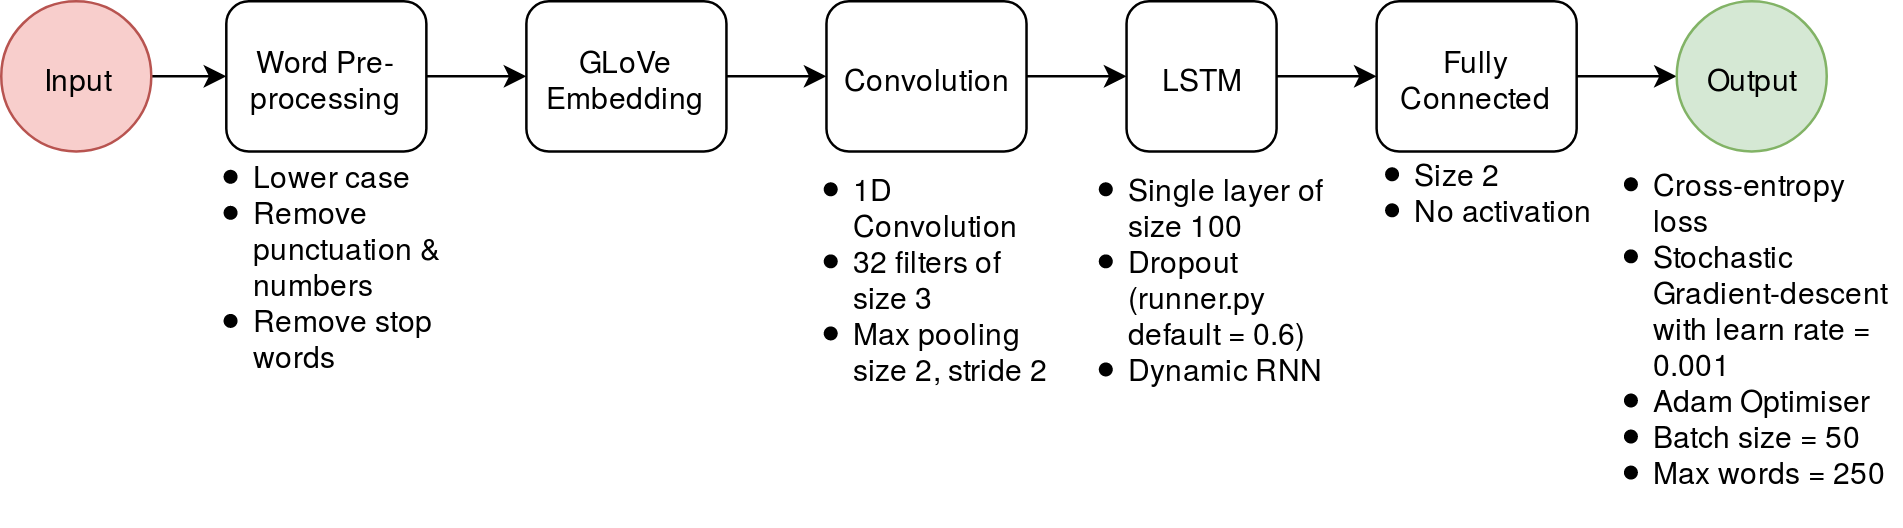 Input
Word Pre-
processing
GLoVe
Embedding
Convolution
LSTM
Fully
Connected
Output
● Lower case
● Remove
punctuation &
numbers
● Remove stop
words
● 1D
Convolution
● 32 filters of
size 3
● Max pooling
size 2, stride 2
● Single layer of
size 100
● Dropout
(runner.py
default = 0.6)
● Dynamic RNN
● Size 2
● No activation
● Cross-entropy
loss
● Stochastic
Gradient-descent
with learn rate =
0.001
● Adam Optimiser
● Batch size = 50
● Max words = 250